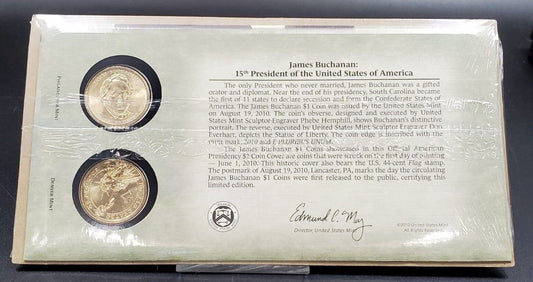 James Buchanan:
15th President of the United States of America
The only President who never married, James Buchanan was a gifted
orator and diplomat. Near the end of his presidency, South Carolina became
the first of 11 states to declare secession and form the Confederate States of
America. The James Buchanan $1 Coin was issued by the United States Mint
on August 19, 2010. The coin's obverse, designed and executed by United
States Mint Sculptor-Engraver Phebe Hemphill, shows Buchanan's distinctive
portrait. The reverse, executed by United States Mint Sculptor-Engraver Don
Everhart, depicts the Statue of Liberty. The coin edge is inscribed with the
mint mark, 2010 and E PLURIBUS UNUM.
The James Buchanan $1 Coins showcased in this Official American
Presidency $1 Coin Cover are coins that were struck on the first day of minting
— June 1, 2010. This historic cover also bears the U.S. 44-cent Flag stamp.
The postmark of August 19, 2010, Lancaster, PA, marks the day the circulating
James Buchanan $1 Coins were first released to the public, certifying this
limited edition.
Philadelphia Mint
Denver Mint
Edmund C. Moy
Director, United States Mint
©2010 United States Mint
All Rights Reserved